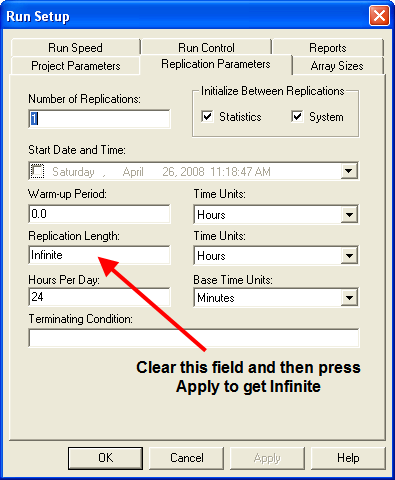 Run Setup
Run Speed Run Control Reports
Project Parameters Replication Parameters Array Sizes
Number of Replications:
1
Initialize Between Replications
Statistics System
Start Date and Time:
Saturday , April 26, 2008 11:18:47 AM
Warm-up Period: Time Units:
0.0 Hours
Replication Length: Time Units:
Infinite Hours
Hours Per Day: Base Time Units:
24 Minutes
Terminating Condition:
Clear this field and then press
Apply to get Infinite
OK Cancel Apply Help